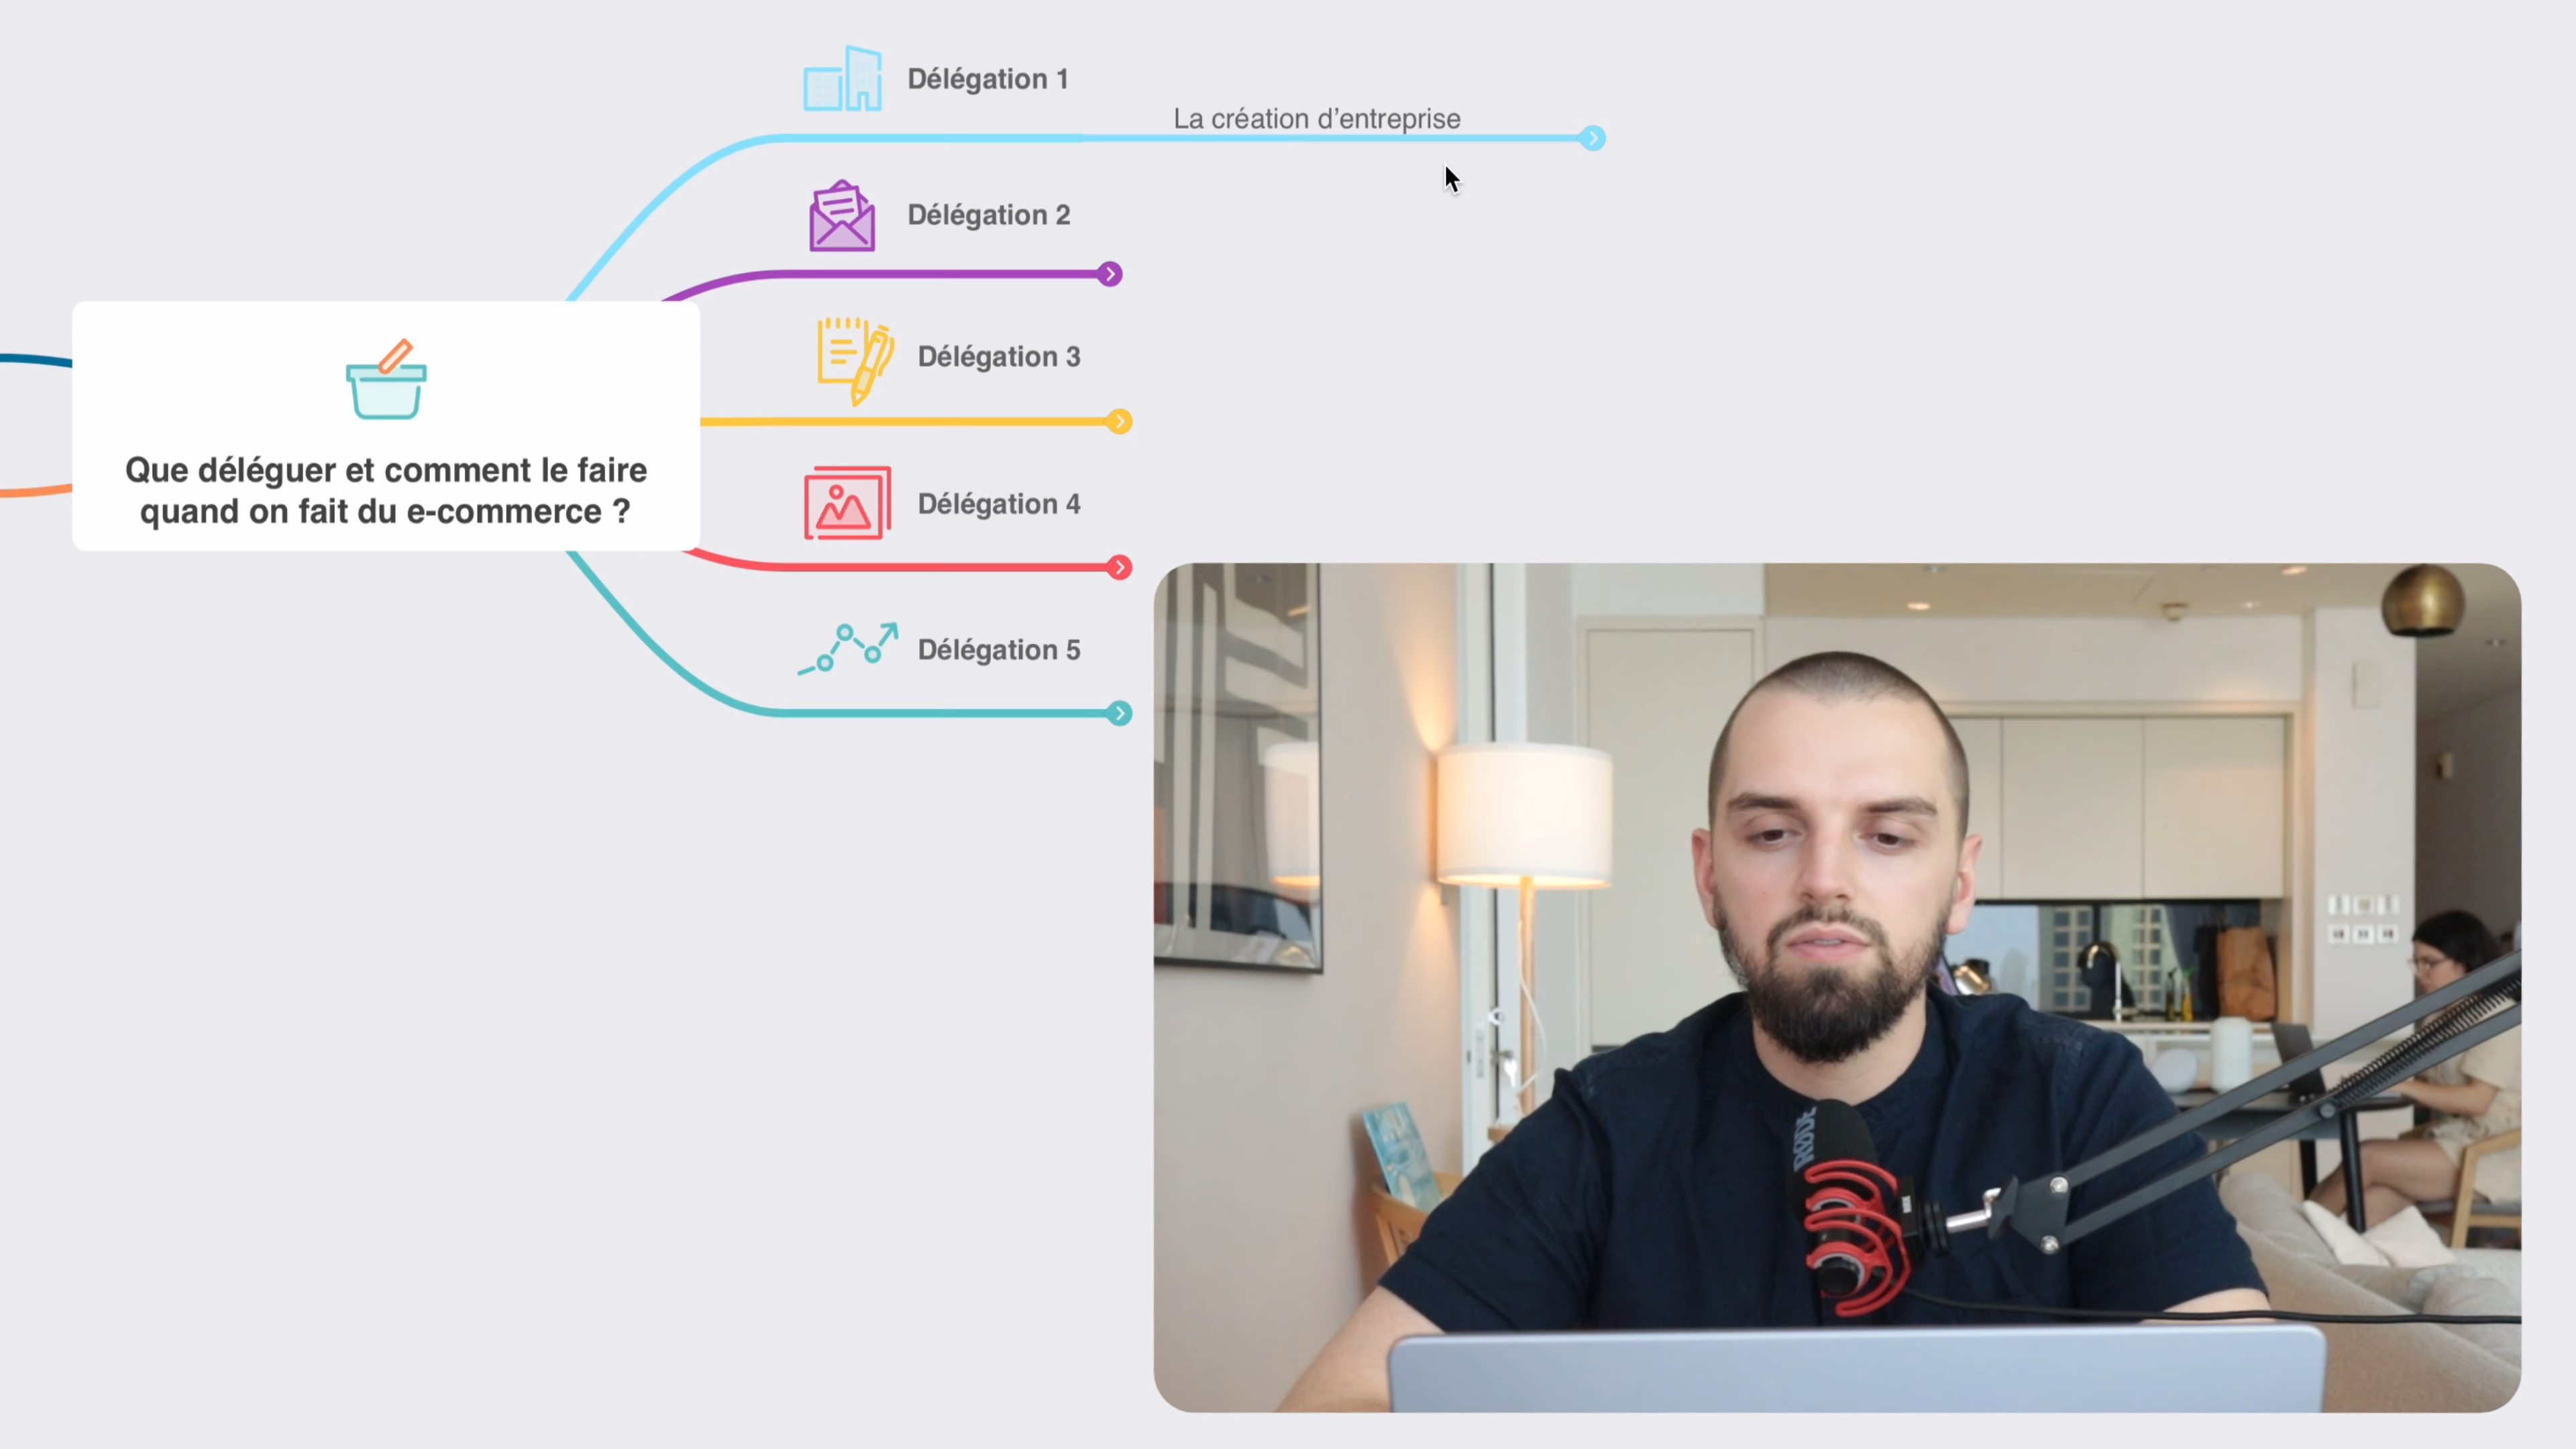 Délégation 1
La création d’entreprise
Délégation 2
Délégation 3
Que déléguer et comment le faire
quand on fait du e-commerce ?
Délégation 4
Délégation 5
RØDE